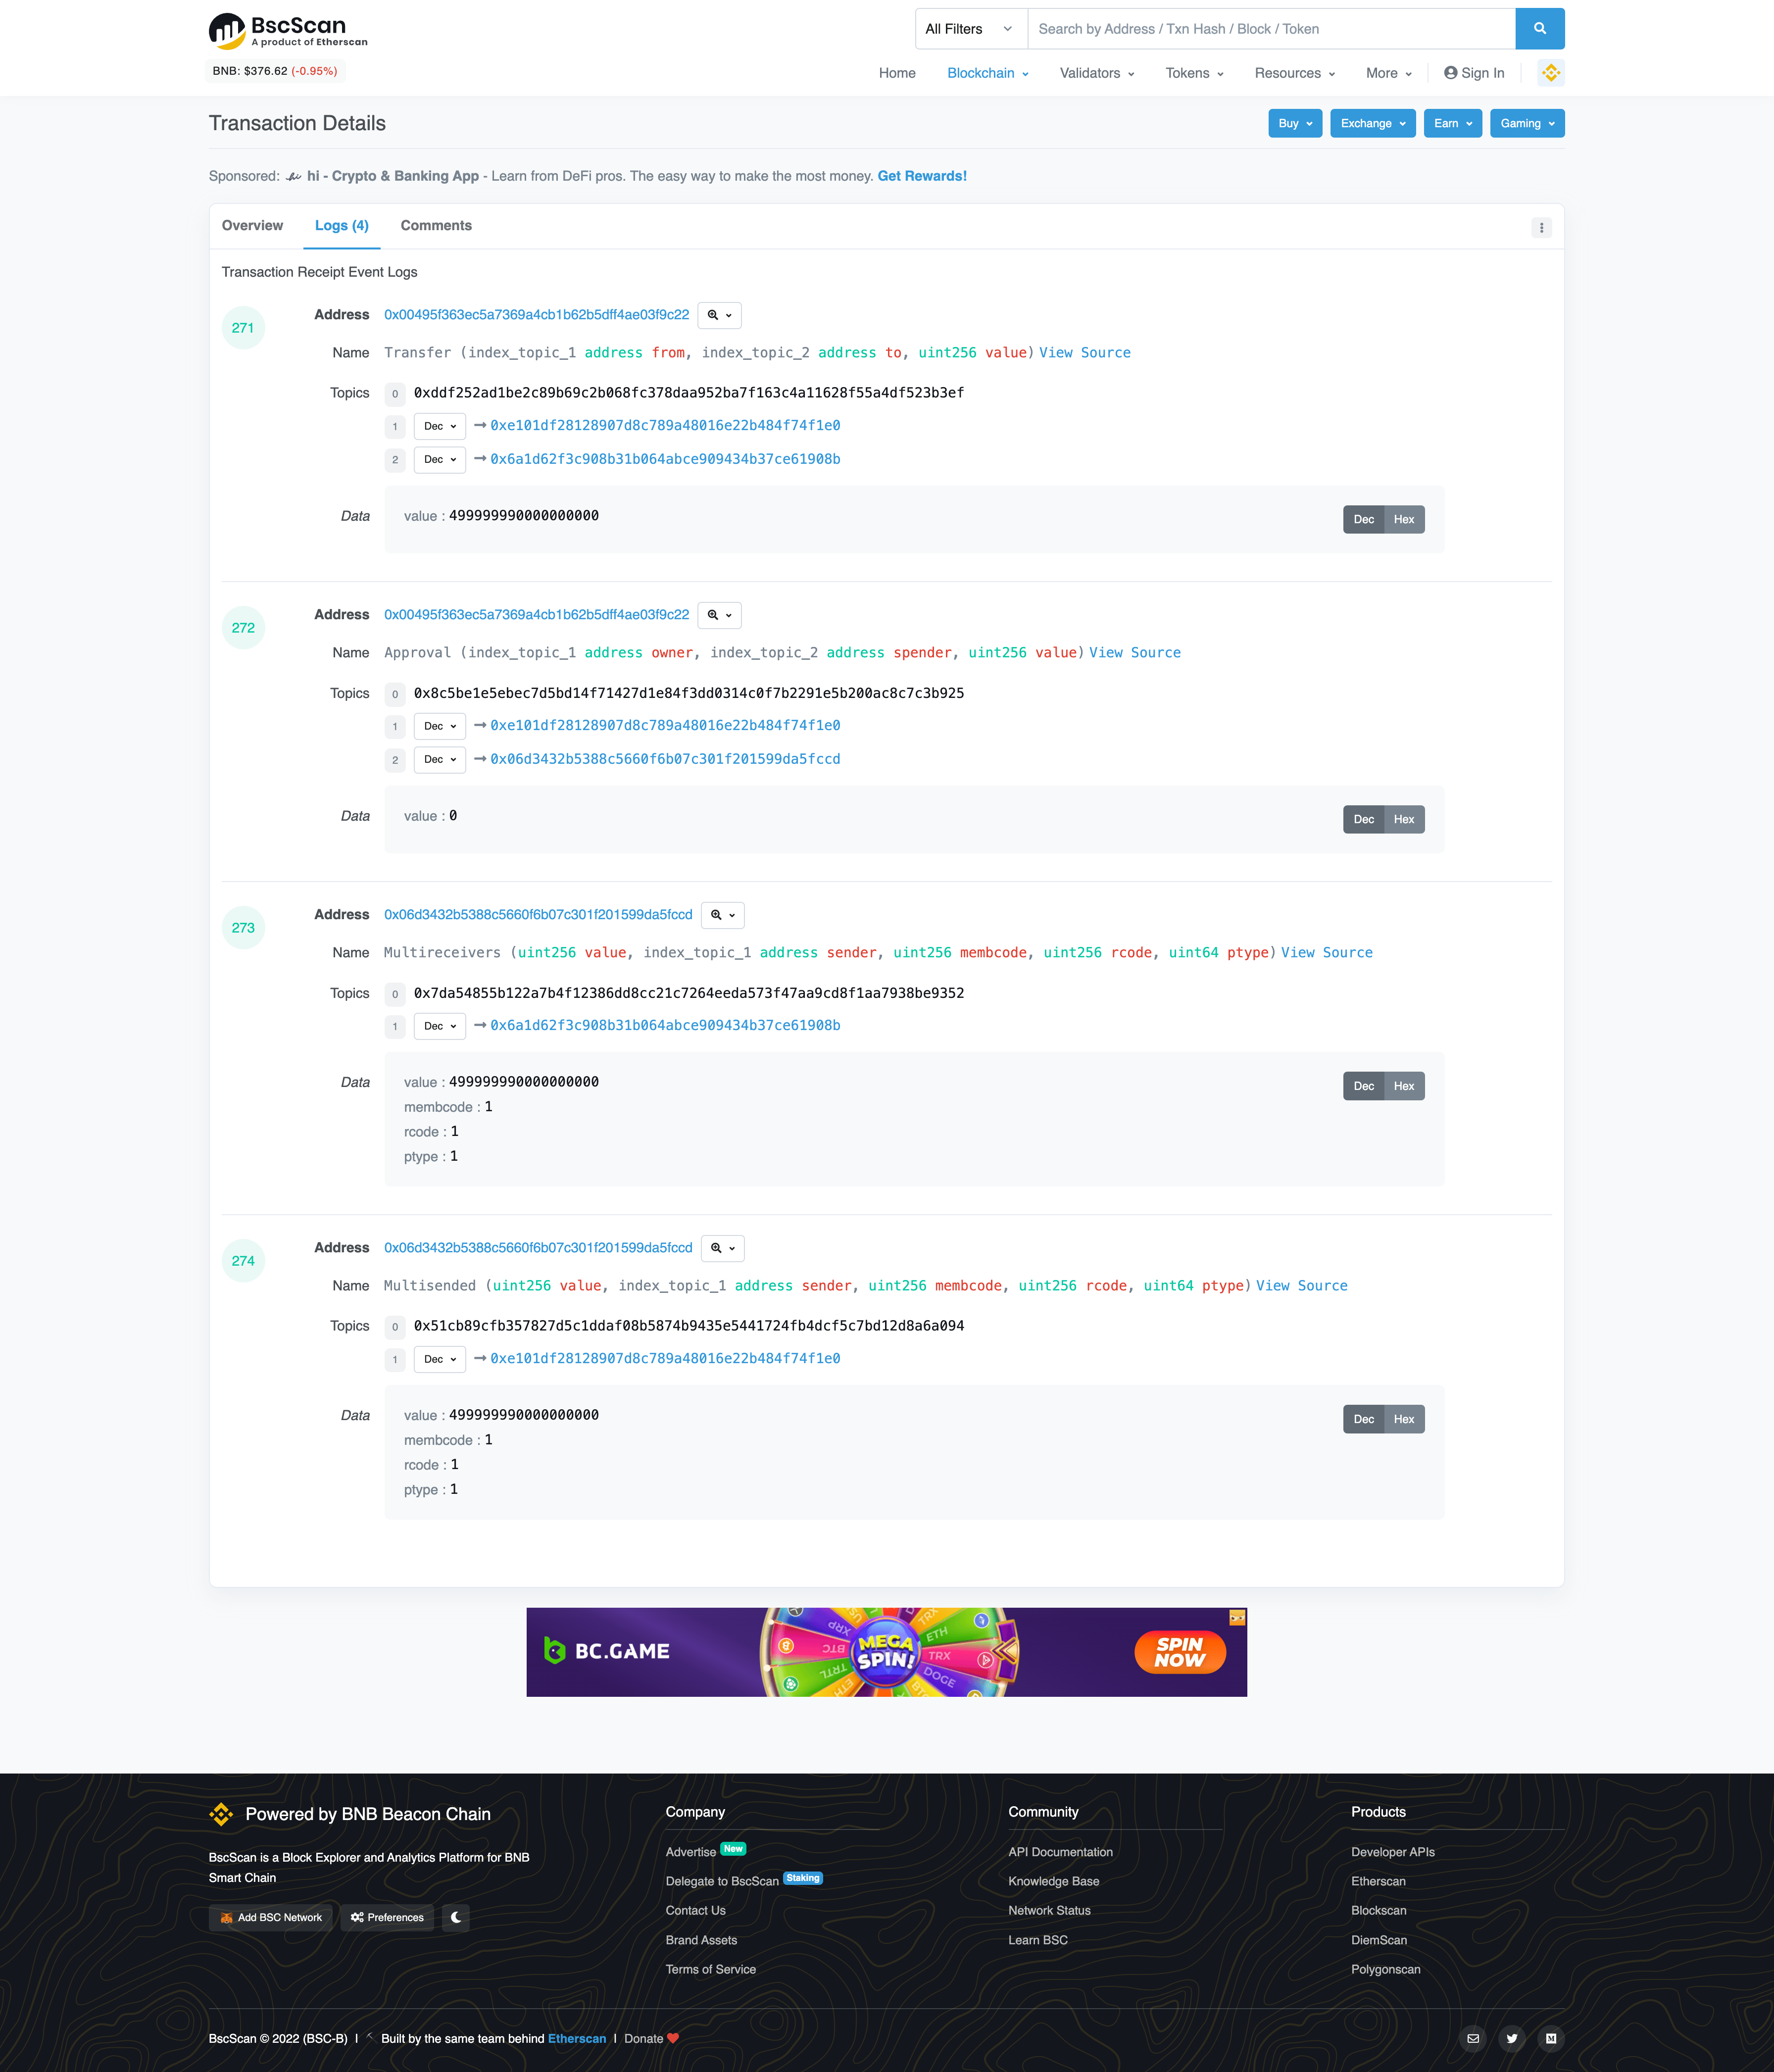 BscScan
A product of Etherscan
All Filters
Search by Address / Txn Hash / Block / Token
BNB: $376.62 (-0.95%)
Home Blockchain Validators Tokens Resources More Sign In
Transaction Details
Buy Exchange Earn Gaming
Sponsored: hi - Crypto & Banking App - Learn from DeFi pros. The easy way to make the most money. Get Rewards!
Overview Logs (4) Comments
Transaction Receipt Event Logs
271
Address 0x00495f363ec5a7369a4cb1b62b5dff4ae03f9c22
Name Transfer (index_topic_1 address from, index_topic_2 address to, uint256 value) View Source
Topics 0 0xddf252ad1be2c89b69c2b068fc378daa952ba7f163c4a11628f55a4df523b3ef
1 Dec 0xe101df28128907d8c789a48016e22b484f74f1e0
2 Dec 0x6a1d62f3c908b31b064abce909434b37ce61908b
Data value : 499999990000000000 Dec Hex
272
Address 0x00495f363ec5a7369a4cb1b62b5dff4ae03f9c22
Name Approval (index_topic_1 address owner, index_topic_2 address spender, uint256 value) View Source
Topics 0 0x8c5be1e5ebec7d5bd14f71427d1e84f3dd0314c0f7b2291e5b200ac8c7c3b925
1 Dec 0xe101df28128907d8c789a48016e22b484f74f1e0
2 Dec 0x06d3432b5388c5660f6b07c301f201599da5fccd
Data value : 0 Dec Hex
273
Address 0x06d3432b5388c5660f6b07c301f201599da5fccd
Name Multireceivers (uint256 value, index_topic_1 address sender, uint256 membcode, uint256 rcode, uint64 ptype) View Source
Topics 0 0x7da54855b122a7b4f12386dd8cc21c7264eeda573f47aa9cd8f1aa7938be9352
1 Dec 0x6a1d62f3c908b31b064abce909434b37ce61908b
Data value : 499999990000000000 Dec Hex
membcode : 1
rcode : 1
ptype : 1
274
Address 0x06d3432b5388c5660f6b07c301f201599da5fccd
Name Multisended (uint256 value, index_topic_1 address sender, uint256 membcode, uint256 rcode, uint64 ptype) View Source
Topics 0 0x51cb89cfb357827d5c1ddaf08b5874b9435e5441724fb4dcf5c7bd12d8a6a094
1 Dec 0xe101df28128907d8c789a48016e22b484f74f1e0
Data value : 499999990000000000 Dec Hex
membcode : 1
rcode : 1
ptype : 1
BC.GAME
MEGA
SPIN!
XRP
BTC
TRTL
ETH
TRX
DOGE
TRX
SPIN
NOW
Powered by BNB Beacon Chain
BscScan is a Block Explorer and Analytics Platform for BNB
Smart Chain
Add BSC Network Preferences
Company
Advertise New
Delegate to BscScan Staking
Contact Us
Brand Assets
Terms of Service
Community
API Documentation
Knowledge Base
Network Status
Learn BSC
Products
Developer APIs
Etherscan
Blockscan
DiemScan
Polygonscan
BscScan © 2022 (BSC-B) | Built by the same team behind Etherscan | Donate